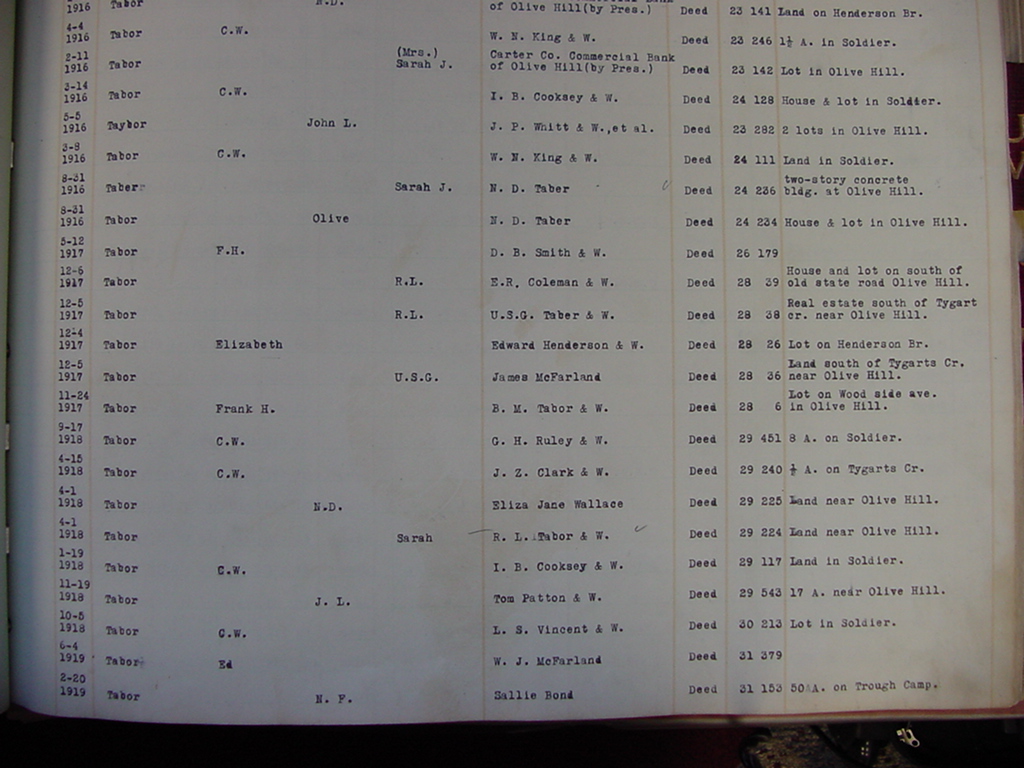 1916 Tabor N.D. of Olive Hill(by Pres.) Deed 23 141 Land on Henderson Br.
4-4
1916 Tabor C.W. W. N. King & W. Deed 23 246 1½ A. in Soldier.
2-11 (Mrs.) Carter Co. Commercial Bank
1916 Tabor Sarah J. of Olive Hill(by Pres.) Deed 23 142 Lot in Olive Hill.
3-14
1916 Tabor C.W. I. B. Cooksey & W. Deed 24 128 House & lot in Soldier.
5-5
1916 Taybor John L. J. P. Whitt & W.,et al. Deed 23 282 2 lots in Olive Hill.
3-8
1916 Tabor C.W. W. N. King & W. Deed 24 111 Land in Soldier.
8-31 two-story concrete
1916 Taber Sarah J. N. D. Taber Deed 24 236 bldg. at Olive Hill.
8-31
1916 Tabor Olive N. D. Taber Deed 24 234 House & lot in Olive Hill.
5-12
1917 Tabor F.H. D. B. Smith & W. Deed 26 179
12-6 House and lot on south of
1917 Tabor R.L. E.R. Coleman & W. Deed 28 39 old state road Olive Hill.
12-5 Real estate south of Tygart
1917 Tabor R.L. U.S.G. Taber & W. Deed 28 38 cr. near Olive Hill.
12-4
1917 Tabor Elizabeth Edward Henderson & W. Deed 28 26 Lot on Henderson Br.
12-5 Land south of Tygarts Cr.
1917 Tabor U.S.G. James McFarland Deed 28 36 near Olive Hill.
11-24 Lot on Wood side ave.
1917 Tabor Frank H. B. M. Tabor & W. Deed 28 6 in Olive Hill.
9-17
1918 Tabor C.W. G. H. Ruley & W. Deed 29 451 8 A. on Soldier.
4-15
1918 Tabor C.W. J. Z. Clark & W. Deed 29 240 ½ A. on Tygarts Cr.
4-1
1918 Tabor N.D. Eliza Jane Wallace Deed 29 225 Land near Olive Hill.
4-1
1918 Tabor Sarah R. L. Tabor & W. Deed 29 224 Land near Olive Hill.
1-19
1918 Tabor C.W. I. B. Cooksey & W. Deed 29 117 Land in Soldier.
11-19
1918 Tabor J. L. Tom Patton & W. Deed 29 543 17 A. near Olive Hill.
10-5
1918 Tabor C.W. L. S. Vincent & W. Deed 30 213 Lot in Soldier.
6-4
1919 Tabor Ed W. J. McFarland Deed 31 379
2-20
1919 Tabor N. F. Sallie Bond Deed 31 153 50 A. on Trough Camp.